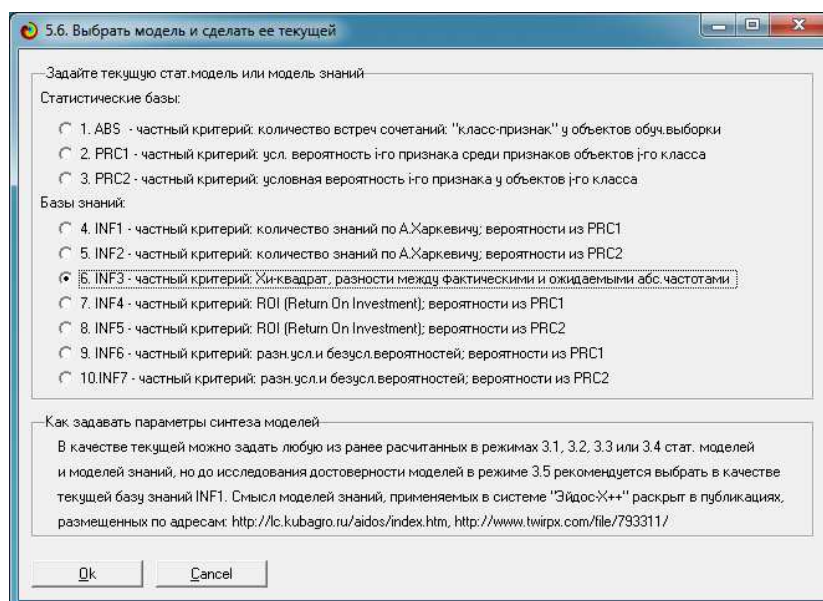 5.6. Выбрать модель и сделать ее текущей
Задайте текущую стат.модель или модель знаний
Статистические базы:
1. ABS - частный критерий: количество встреч сочетаний: "класс-признак" у объектов обуч.выборки
2. PRC1 - частный критерий: усл. вероятность i-го признака среди признаков объектов j-го класса
3. PRC2 - частный критерий: условная вероятность i-го признака у объектов j-го класса
Базы знаний:
4. INF1 - частный критерий: количество знаний по А.Харкевичу; вероятности из PRC1
5. INF2 - частный критерий: количество знаний по А.Харкевичу; вероятности из PRC2
6. INF3 - частный критерий: Хи-квадрат, разности между фактическими и ожидаемыми абс.частотами
7. INF4 - частный критерий: ROI (Return On Investment); вероятности из PRC1
8. INF5 - частный критерий: ROI (Return On Investment); вероятности из PRC2
9. INF6 - частный критерий: разн.усл.и безусл.вероятностей; вероятности из PRC1
10.INF7 - частный критерий: разн.усл.и безусл.вероятностей; вероятности из PRC2
Как задавать параметры синтеза моделей
В качестве текущей можно задать любую из ранее расчитанных в режимах 3.1, 3.2, 3.3 или 3.4 стат. моделей
и моделей знаний, но до исследования достоверности моделей в режиме 3.5 рекомендуется выбрать в качестве
текущей базу знаний INF1. Смысл моделей знаний, применяемых в системе "Эйдос-Х++" раскрыт в публикациях,
размещенных по адресам: http://lc.kubagro.ru/aidos/index.htm, http://www.twirpx.com/file/793311/
Ok Cancel